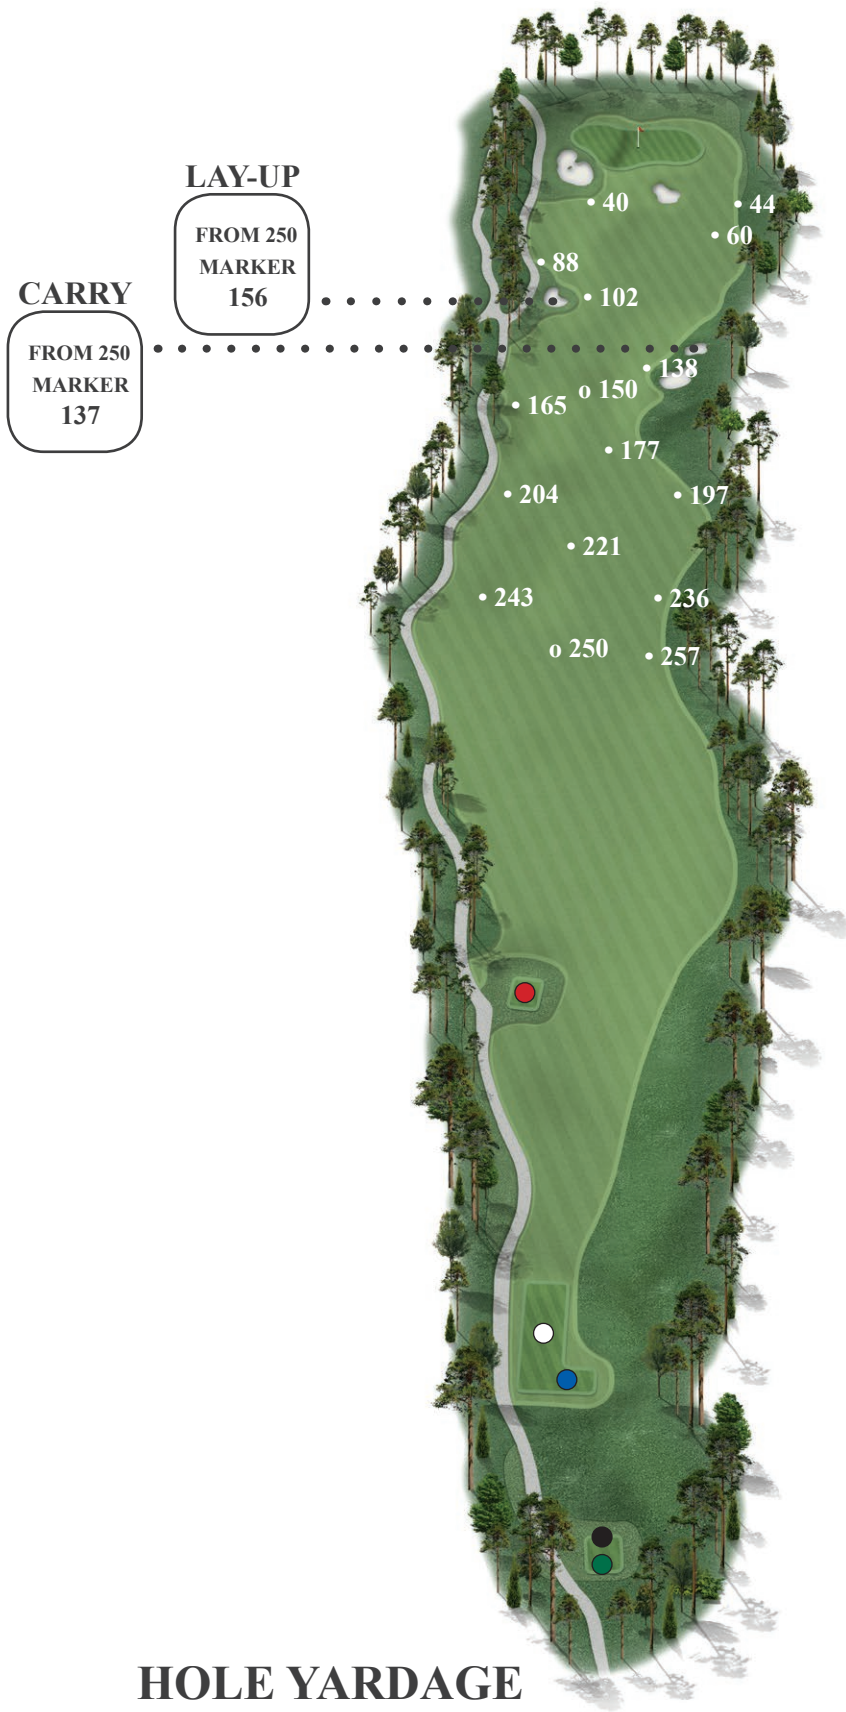 LAY-UP
FROM 250
MARKER
156
CARRY
FROM 250
MARKER
137
40
44
60
88
102
138
o 150
165
177
204
197
221
243
236
o 250
257
HOLE YARDAGE